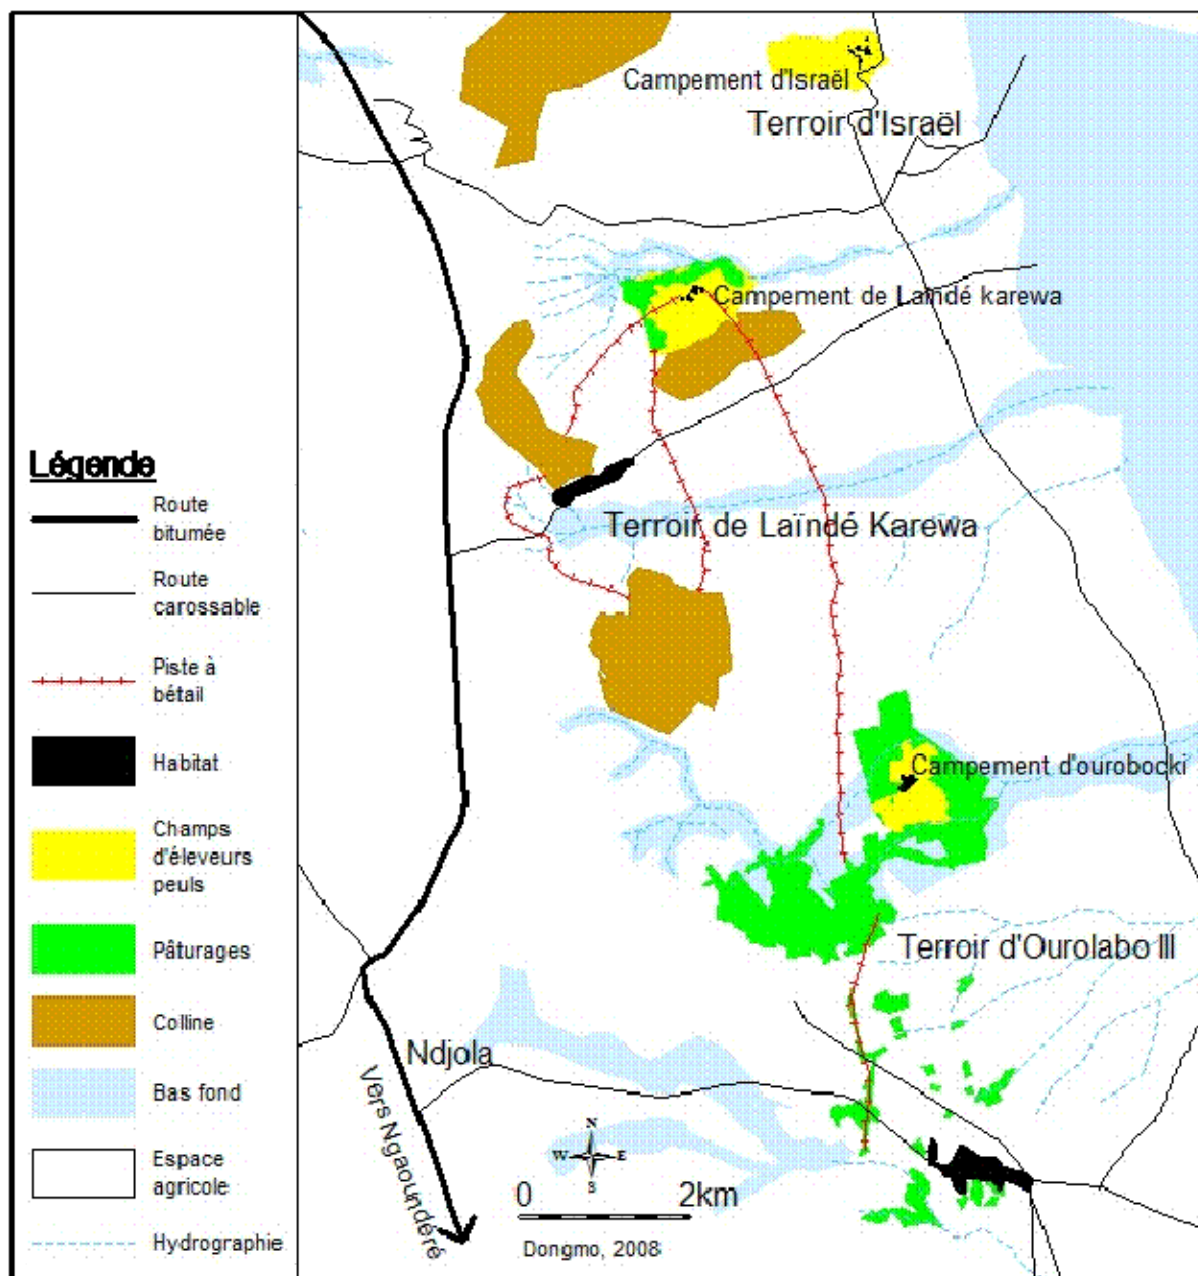 Campement d'Israël
Terroir d'Israël
Campement de Laïndé karewa
Légende
Route
bitumée
Route
carossable
Piste à
bétail
Habitat
Champs
d'éleveurs
peuls
Pâturages
Colline
Bas fond
Espace
agricole
Hydrographie
Terroir de Laïndé Karewa
Campement d'ourobocki
Terroir d'Ourolabo III
Ndjola
Vers Ngaoundéré
N
W E
S
0 2km
Dongmo, 2008